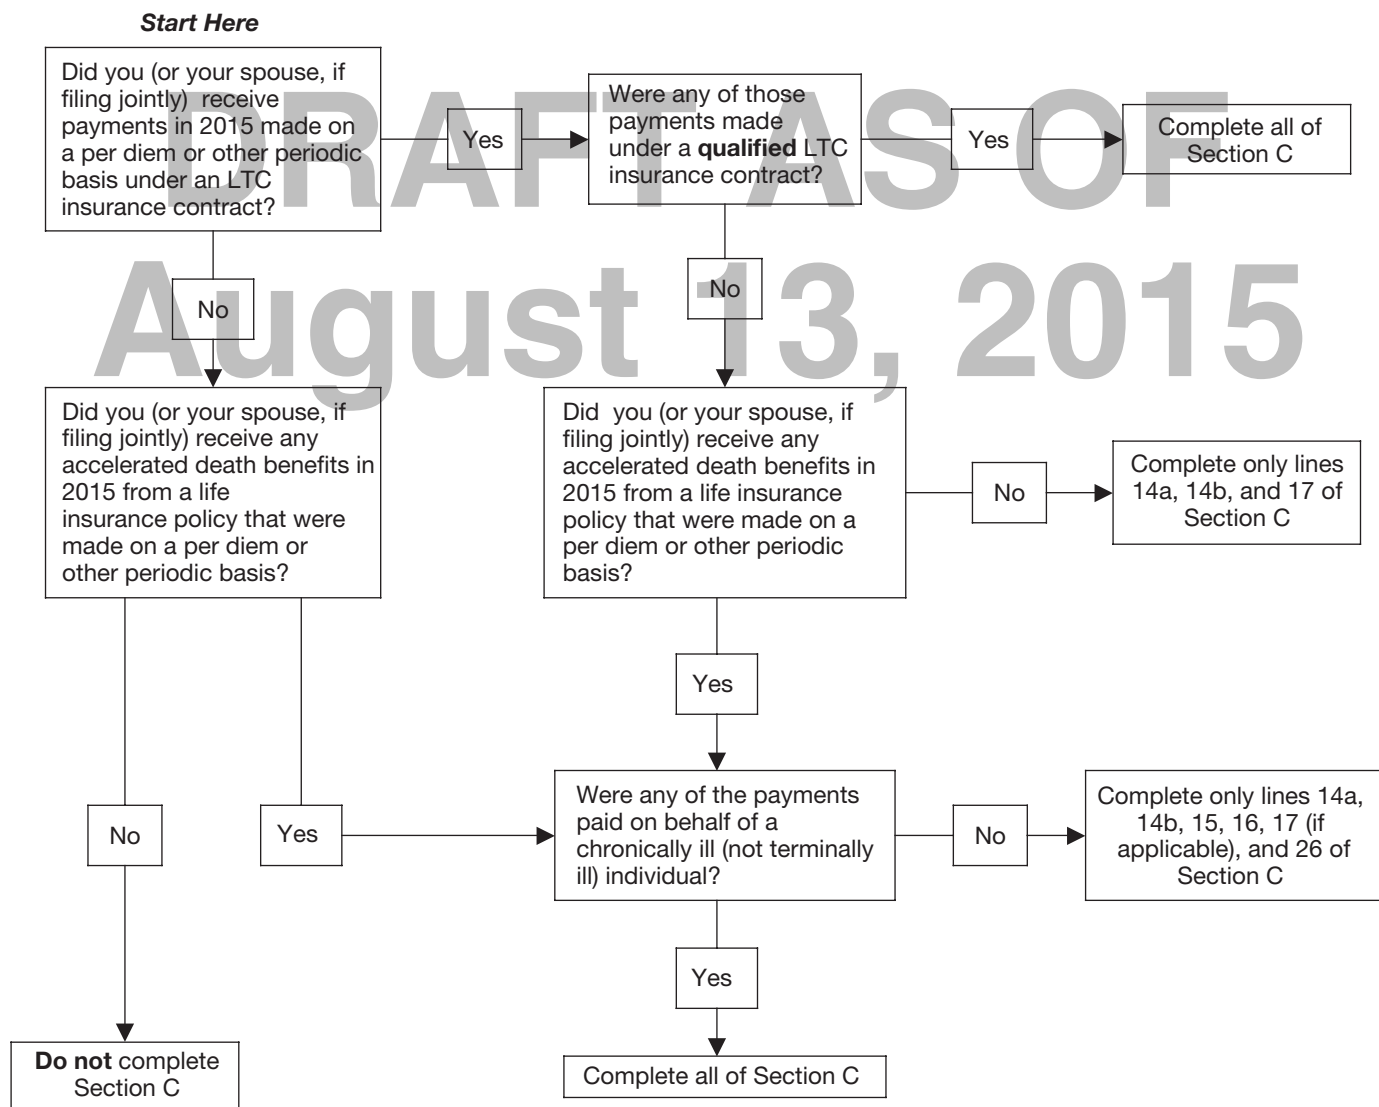 Start Here
Did you (or your spouse, if
filing jointly) receive
payments in 2015 made on
a per diem or other periodic
basis under an LTC
insurance contract?
Yes
Were any of those
payments made
under a qualified LTC
insurance contract?
Yes
Complete all of
Section C
DRAFT AS OF
August 13, 2015
No
No
Did you (or your spouse, if
filing jointly) receive any
accelerated death benefits in
2015 from a life
insurance policy that were
made on a per diem or
other periodic basis?
Did you (or your spouse, if
filing jointly) receive any
accelerated death benefits in
2015 from a life insurance
policy that were made on a
per diem or other periodic
basis?
No
Complete only lines
14a, 14b, and 17 of
Section C
Yes
No
Yes
Were any of the payments
paid on behalf of a
chronically ill (not terminally
ill) individual?
No
Complete only lines 14a,
14b, 15, 16, 17 (if
applicable), and 26 of
Section C
Yes
Do not complete
Section C
Complete all of Section C